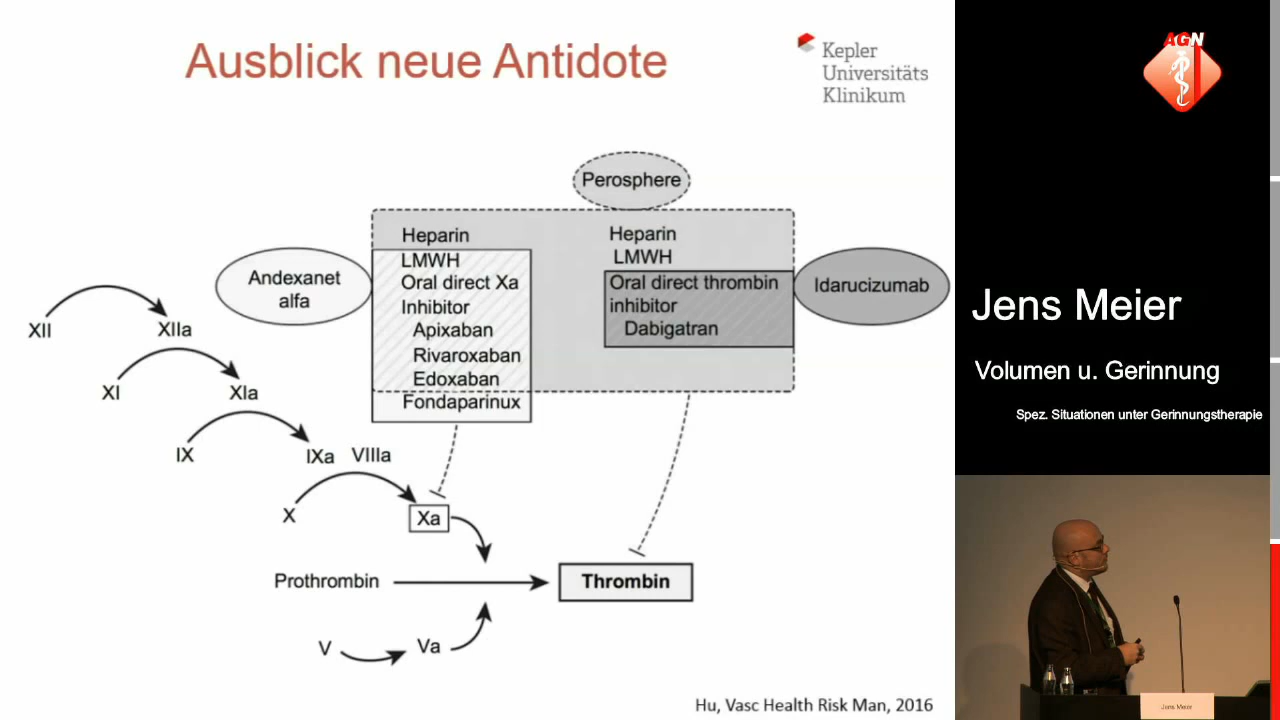 Ausblick neue Antidote
Kepler
Universitäts
Klinikum
AGN
Perosphere
Heparin
LMWH
Oral direct Xa
Inhibitor
Apixaban
Rivaroxaban
Edoxaban
Fondaparinux
Heparin
LMWH
Oral direct thrombin
inhibitor
Dabigatran
Andexanet
alfa
Idarucizumab
XII
XIIa
XI
XIa
IX
IXa
VIIIa
X
Xa
Prothrombin
Thrombin
V
Va
Hu, Vasc Health Risk Man, 2016
Jens Meier
Volumen u. Gerinnung
Spez. Situationen unter Gerinnungstherapie
Jens Meier